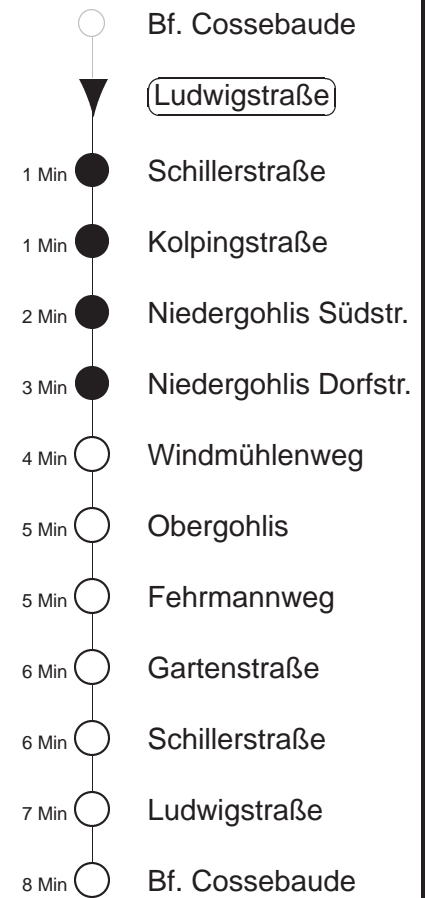 Bf. Cossebaude
Ludwigstraße
1 Min Schillerstraße
1 Min Kolpingstraße
2 Min Niedergohlis Südstr.
3 Min Niedergohlis Dorfstr.
4 Min Windmühlenweg
5 Min Obergohlis
5 Min Fehrmannweg
6 Min Gartenstraße
6 Min Schillerstraße
7 Min Ludwigstraße
8 Min Bf. Cossebaude